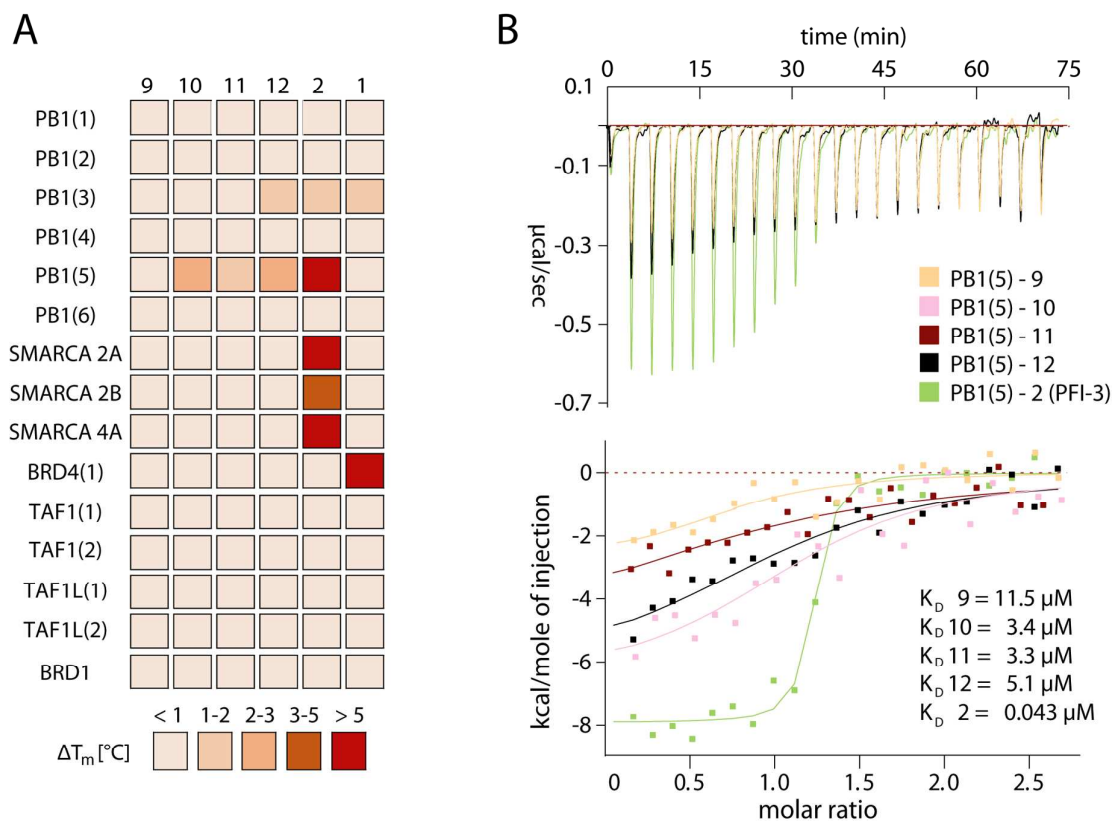 A
9 10 11 12 2 1
PB1(1)
PB1(2)
PB1(3)
PB1(4)
PB1(5)
PB1(6)
SMARCA 2A
SMARCA 2B
SMARCA 4A
BRD4(1)
TAF1(1)
TAF1(2)
TAF1L(1)
TAF1L(2)
BRD1
< 1 1-2 2-3 3-5 > 5
ΔTm [°C]
B
time (min)
0 15 30 45 60 75
0.1
-0.1
-0.3
-0.5
-0.7
µcal/sec
PB1(5) - 9
PB1(5) - 10
PB1(5) - 11
PB1(5) - 12
PB1(5) - 2 (PFI-3)
0
-2
-4
-6
-8
kcal/mole of injection
KD 9 = 11.5 µM
KD 10 = 3.4 µM
KD 11 = 3.3 µM
KD 12 = 5.1 µM
KD 2 = 0.043 µM
0.5 1.0 1.5 2.0 2.5
molar ratio